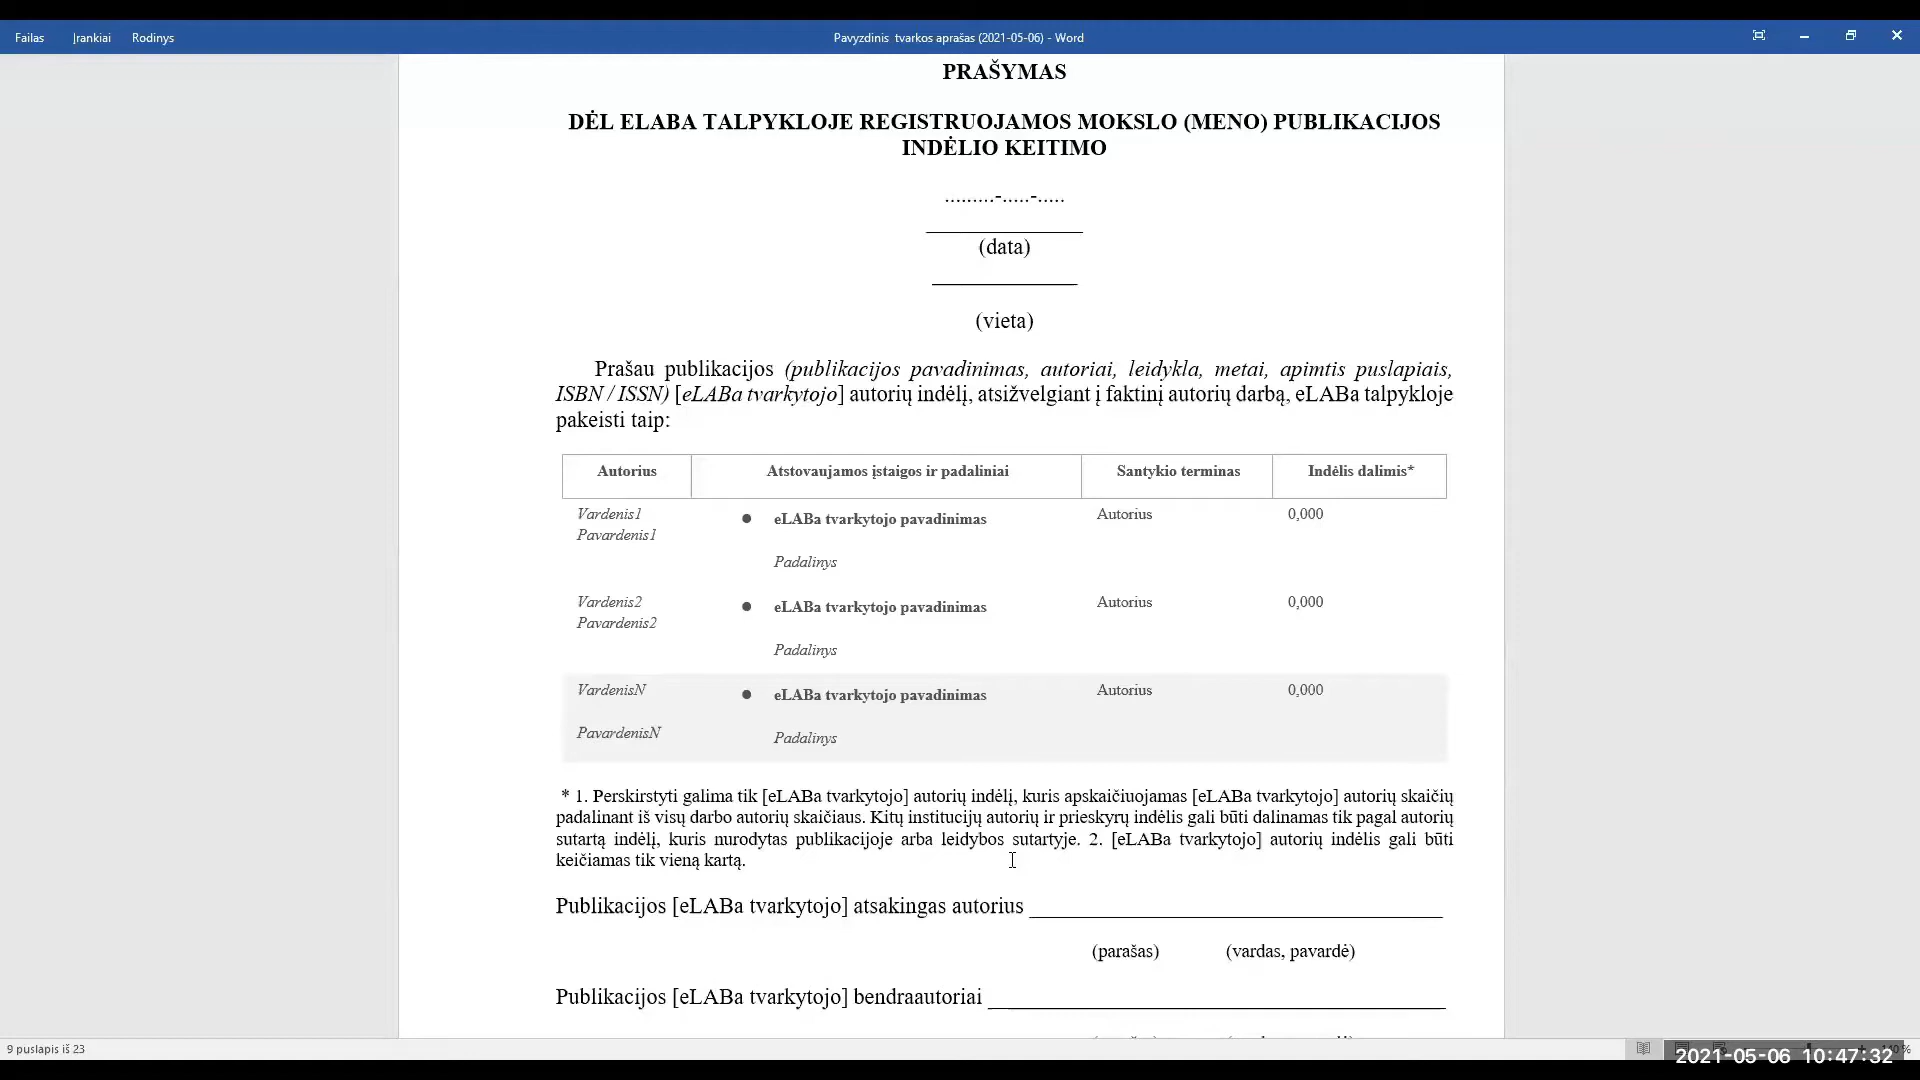 Failas Įrankiai Rodinys Pavyzdinis tvarkos aprašas (2021-05-06) - Word
PRAŠYMAS
DĖL ELABA TALPYKLOJE REGISTRUOJAMOS MOKSLO (MENO) PUBLIKACIJOS
INDĖLIO KEITIMO
.........-.....-.....
(data)
(vieta)
Prašau publikacijos (publikacijos pavadinimas, autoriai, leidykla, metai, apimtis puslapiais,
ISBN / ISSN) [eLABa tvarkytojo] autorių indėlį, atsižvelgiant į faktinį autorių darbą, eLABa talpykloje
pakeisti taip:
Autorius Atstovaujamos įstaigos ir padaliniai Santykio terminas Indėlis dalimis*
Vardenis1 ● eLABa tvarkytojo pavadinimas Autorius 0,000
Pavardenis1
Padalinys
Vardenis2 ● eLABa tvarkytojo pavadinimas Autorius 0,000
Pavardenis2
Padalinys
VardenisN ● eLABa tvarkytojo pavadinimas Autorius 0,000
PavardenisN Padalinys
* 1. Perskirstyti galima tik [eLABa tvarkytojo] autorių indėlį, kuris apskaičiuojamas [eLABa tvarkytojo] autorių skaičių
padalinant iš visų darbo autorių skaičiaus. Kitų institucijų autorių ir prieskyrų indėlis gali būti dalinamas tik pagal autorių
sutartą indėlį, kuris nurodytas publikacijoje arba leidybos sutartyje. 2. [eLABa tvarkytojo] autorių indėlis gali būti
keičiamas tik vieną kartą.
Publikacijos [eLABa tvarkytojo] atsakingas autorius
(parašas) (vardas, pavardė)
Publikacijos [eLABa tvarkytojo] bendraautoriai
9 puslapis iš 23
2021-05-06 10:47:32